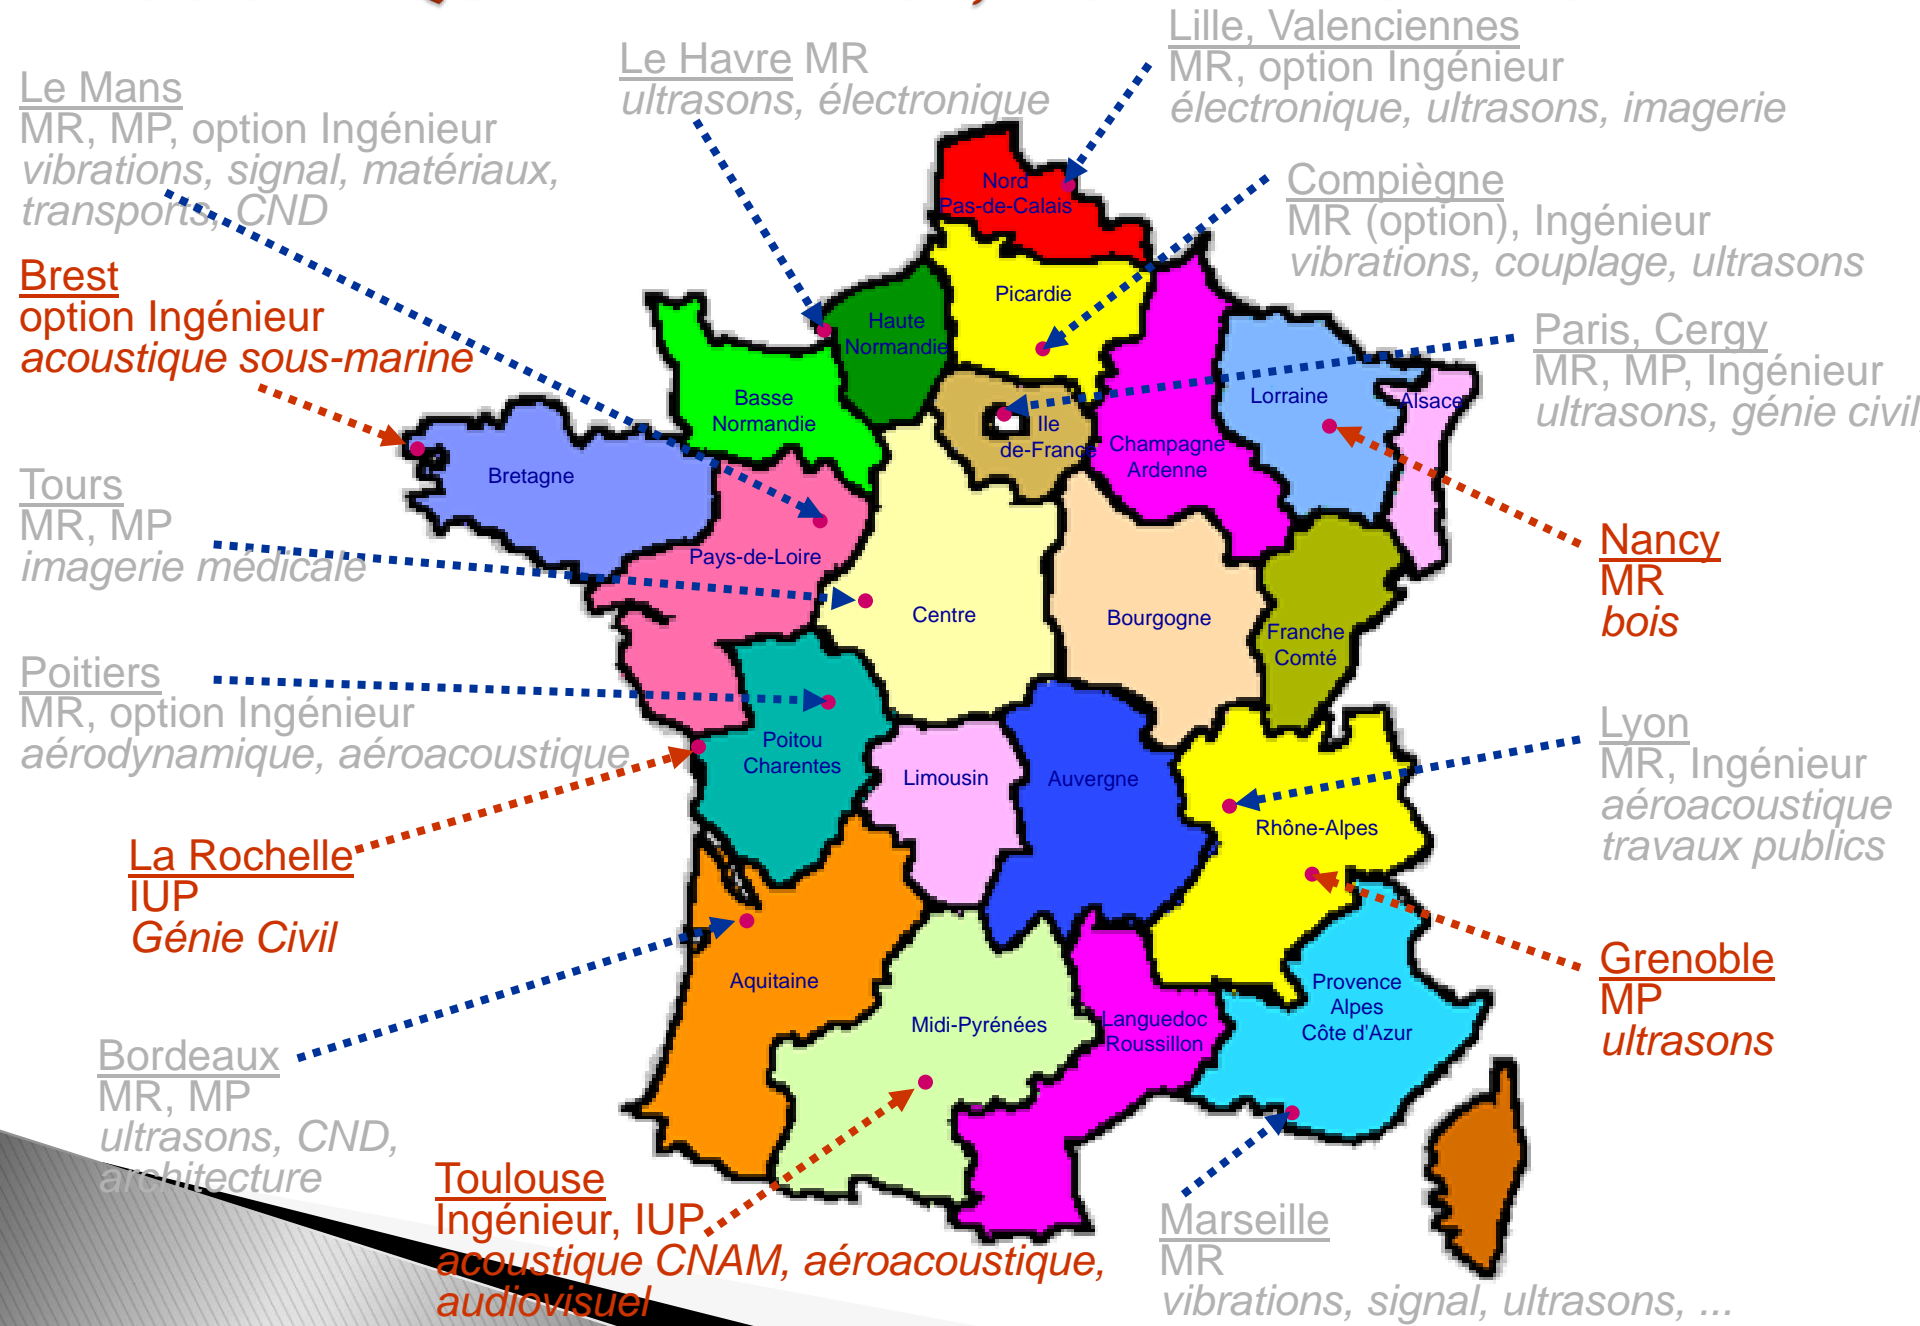 Le Havre MR
ultrasons, électronique
Lille, Valenciennes
MR, option Ingénieur
électronique, ultrasons, imagerie
Le Mans
MR, MP, option Ingénieur
vibrations, signal, matériaux,
transports, CND
Compiègne
MR (option), Ingénieur
vibrations, couplage, ultrasons
Brest
option Ingénieur
acoustique sous-marine
Paris, Cergy
MR, MP, Ingénieur
ultrasons, génie civil,
Tours
MR, MP
imagerie médicale
Nancy
MR
bois
Poitiers
MR, option Ingénieur
aérodynamique, aéroacoustique
Lyon
MR, Ingénieur
aéroacoustique
travaux publics
La Rochelle
IUP
Génie Civil
Grenoble
MP
ultrasons
Bordeaux
MR, MP
ultrasons, CND,
architecture
Toulouse
Ingénieur, IUP
acoustique CNAM, aéroacoustique,
audiovisuel
Marseille
MR
vibrations, signal, ultrasons, ...
Nord
Pas-de-Calais
Picardie
Haute
Normandie
Basse
Normandie
Ile
de-France
Champagne
Ardenne
Lorraine
Alsace
Bretagne
Pays-de-Loire
Centre
Bourgogne
Franche
Comté
Poitou
Charentes
Limousin
Auvergne
Rhône-Alpes
Aquitaine
Midi-Pyrénées
Languedoc
Roussillon
Provence
Alpes
Côte d'Azur